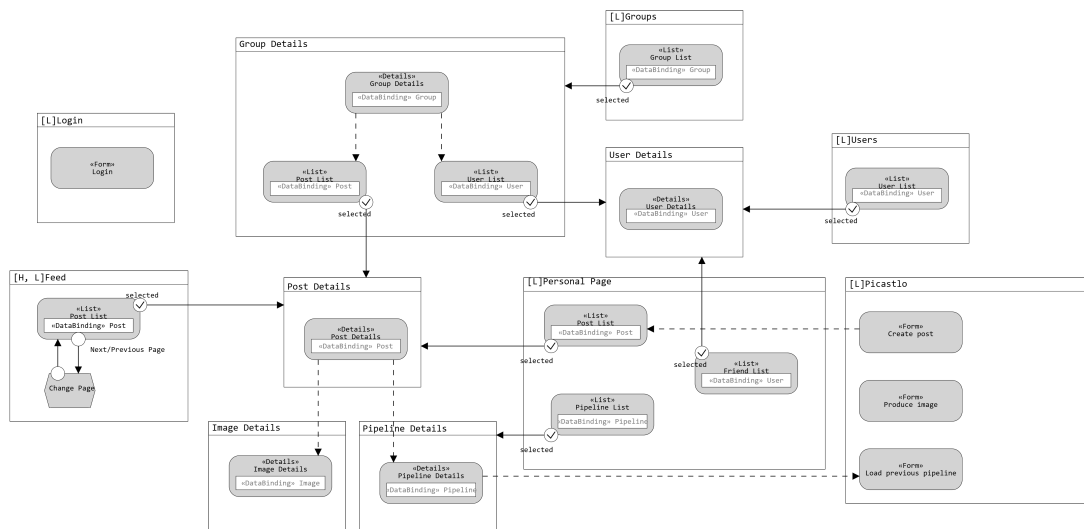 [L]Groups
«List»
Group List
«DataBinding» Group
selected
Group Details
«Details»
Group Details
«DataBinding» Group
«List»
Post List
«DataBinding» Post
selected
«List»
User List
«DataBinding» User
selected
[L]Login
«Form»
Login
User Details
«Details»
User Details
«DataBinding» User
[L]Users
«List»
User List
«DataBinding» User
selected
[H, L]Feed
selected
«List»
Post List
«DataBinding» Post
Next/Previous Page
Change Page
Post Details
«Details»
Post Details
«DataBinding» Post
[L]Personal Page
«List»
Post List
«DataBinding» Post
selected
«List»
Friend List
«DataBinding» User
selected
«List»
Pipeline List
«DataBinding» Pipeline
selected
[L]Picastlo
«Form»
Create post
«Form»
Produce image
«Form»
Load previous pipeline
Image Details
«Details»
Image Details
«DataBinding» Image
Pipeline Details
«Details»
Pipeline Details
«DataBinding» Pipeline